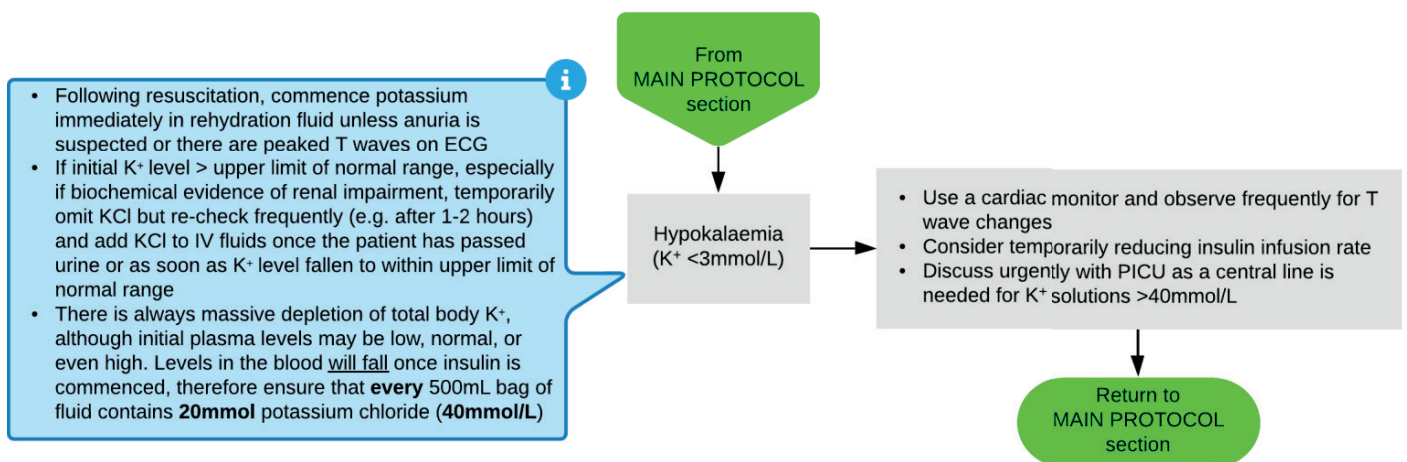 From
MAIN PROTOCOL
section
i
• Following resuscitation, commence potassium
immediately in rehydration fluid unless anuria is
suspected or there are peaked T waves on ECG
• If initial K⁺ level > upper limit of normal range, especially
if biochemical evidence of renal impairment, temporarily
omit KCl but re-check frequently (e.g. after 1-2 hours)
and add KCl to IV fluids once the patient has passed
urine or as soon as K⁺ level fallen to within upper limit of
normal range
• There is always massive depletion of total body K⁺,
although initial plasma levels may be low, normal, or
even high. Levels in the blood will fall once insulin is
commenced, therefore ensure that every 500mL bag of
fluid contains 20mmol potassium chloride (40mmol/L)
Hypokalaemia
(K⁺ <3mmol/L)
• Use a cardiac monitor and observe frequently for T
wave changes
• Consider temporarily reducing insulin infusion rate
• Discuss urgently with PICU as a central line is
needed for K⁺ solutions >40mmol/L
Return to
MAIN PROTOCOL
section